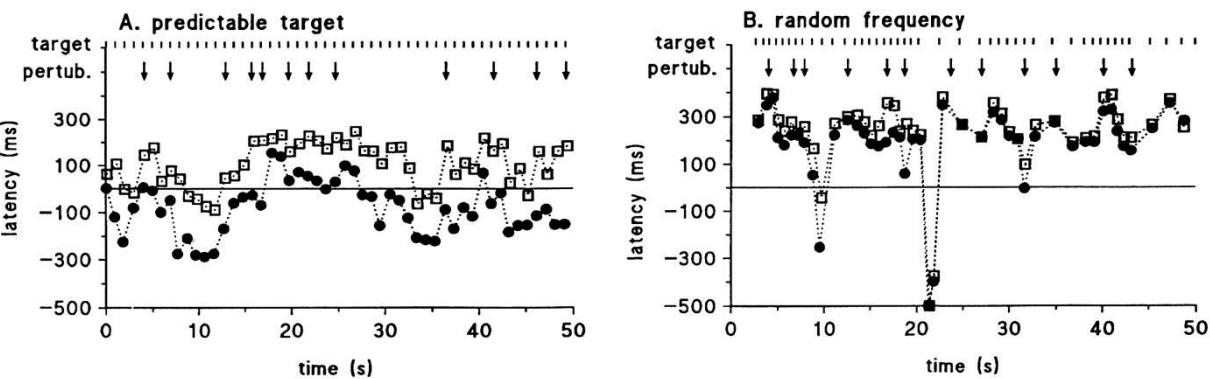 A. predictable target
target
pertub.
300
100
−100
−300
−500
latency (ms)
0
10
20
30
40
50
time (s)
B. random frequency
target
pertub.
300
100
−100
−300
−500
latency (ms)
0
10
20
30
40
50
time (s)